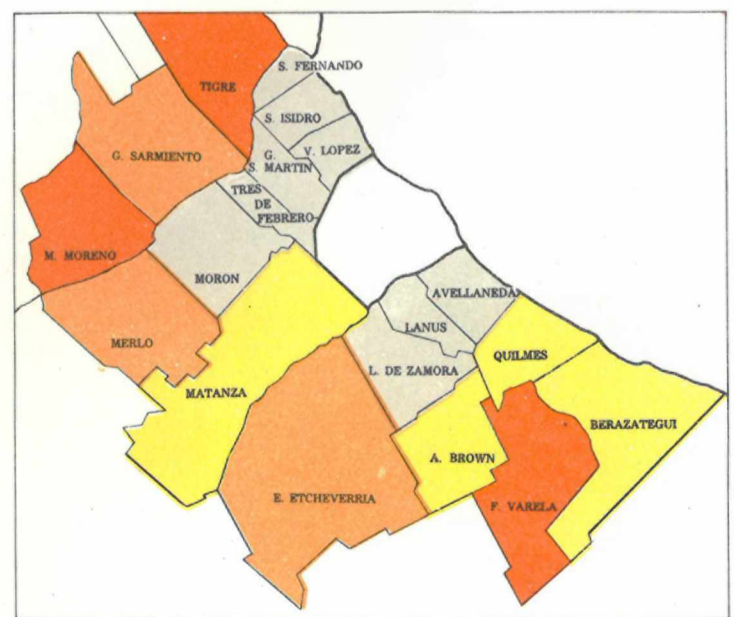 S. FERNANDO
TIGRE
S. ISIDRO
V. LOPEZ
G.
S. MARTIN
G. SARMIENTO
TRES
DE
FEBRERO
M. MORENO
MORON
AVELLANEDA
LANUS
MERLO
QUILMES
L. DE ZAMORA
MATANZA
BERAZATEGUI
A. BROWN
E. ETCHEVERRIA
F. VARELA